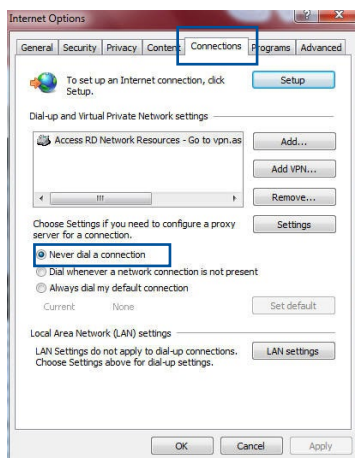 Internet Options
General Security Privacy Content Connections Programs Advanced
To set up an Internet connection, click
Setup.
Setup
Dial-up and Virtual Private Network settings
Access RD Network Resources - Go to vpn.as
Add...
Add VPN...
Remove...
Choose Settings if you need to configure a proxy
server for a connection.
Settings
Never dial a connection
Dial whenever a network connection is not present
Always dial my default connection
Current None
Set default
Local Area Network (LAN) settings
LAN Settings do not apply to dial-up connections.
Choose Settings above for dial-up settings.
LAN settings
OK Cancel Apply